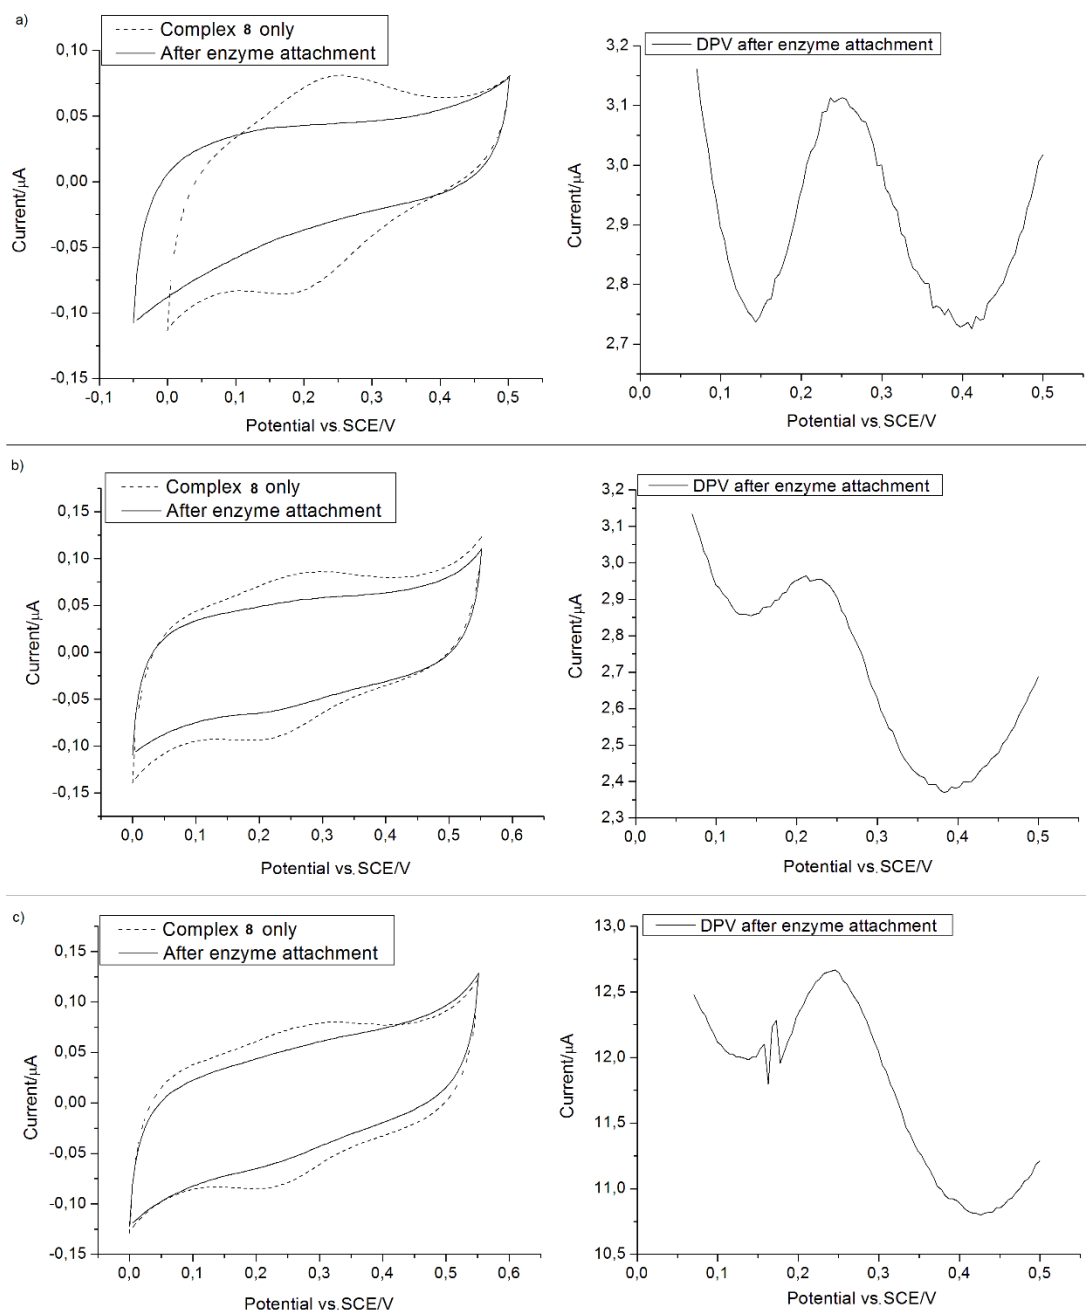 a)
Complex 8 only
After enzyme attachment
0,10
0,05
0,00
-0,05
-0,10
-0,15
Current/µA
-0,1 0,0 0,1 0,2 0,3 0,4 0,5
Potential vs.SCE/V
DPV after enzyme attachment
3,2
3,1
3,0
2,9
2,8
2,7
Current/µA
0,0 0,1 0,2 0,3 0,4 0,5
Potential vs.SCE/V
b)
Complex 8 only
After enzyme attachment
0,15
0,10
0,05
0,00
-0,05
-0,10
-0,15
Current/µA
0,0 0,1 0,2 0,3 0,4 0,5 0,6
Potential vs.SCE/V
DPV after enzyme attachment
3,2
3,1
3,0
2,9
2,8
2,7
2,6
2,5
2,4
2,3
Current/µA
0,0 0,1 0,2 0,3 0,4 0,5
Potential vs.SCE/V
c)
Complex 8 only
After enzyme attachment
0,15
0,10
0,05
0,00
-0,05
-0,10
-0,15
Current/µA
0,0 0,1 0,2 0,3 0,4 0,5 0,6
Potential vs.SCE/V
DPV after enzyme attachment
13,0
12,5
12,0
11,5
11,0
10,5
Current/µA
0,0 0,1 0,2 0,3 0,4 0,5
Potential vs.SCE/V